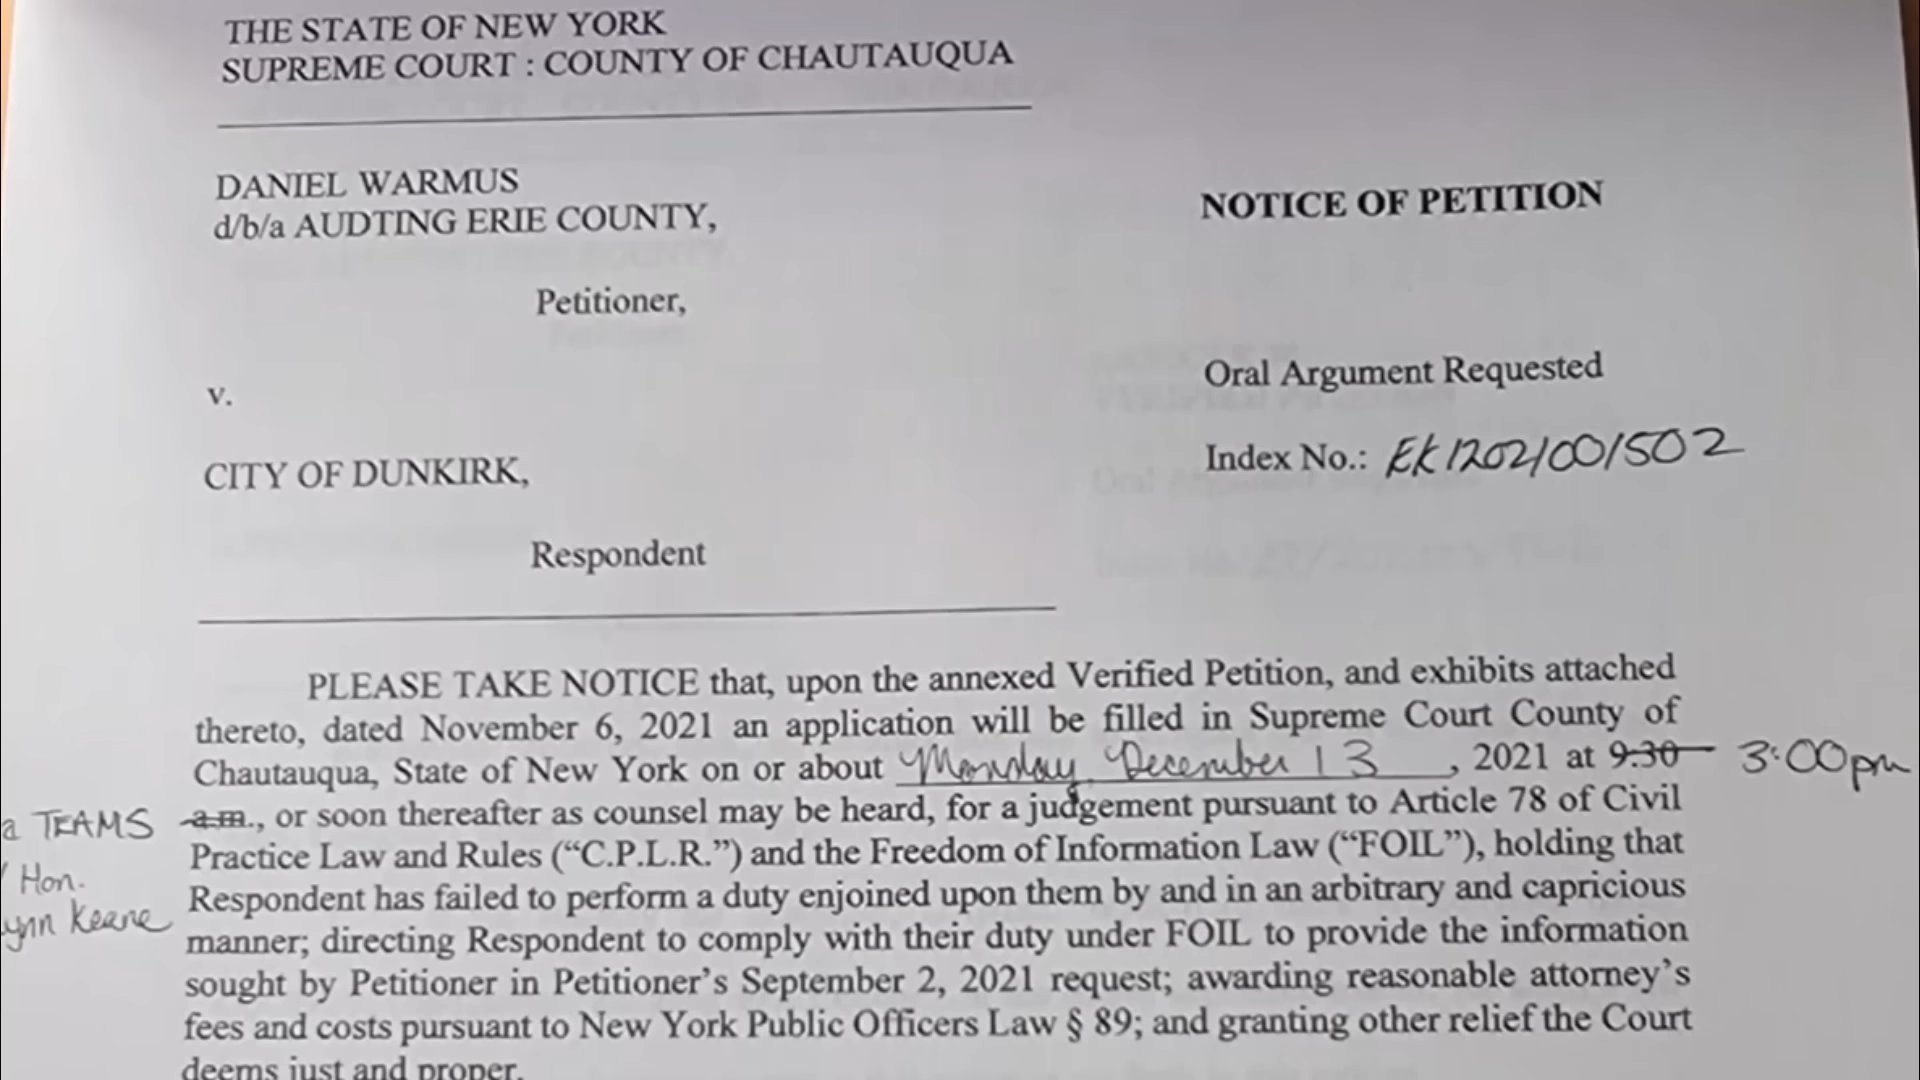 THE STATE OF NEW YORK
SUPREME COURT : COUNTY OF CHAUTAUQUA
DANIEL WARMUS
d/b/a AUDTING ERIE COUNTY,
NOTICE OF PETITION
Petitioner,
Oral Argument Requested
v.
Index No.: EK12021001502
CITY OF DUNKIRK,
Respondent
PLEASE TAKE NOTICE that, upon the annexed Verified Petition, and exhibits attached
thereto, dated November 6, 2021 an application will be filled in Supreme Court County of
Chautauqua, State of New York on or about Monday, December 13, 2021 at 9:30 3:00pm
a TEAMS a.m., or soon thereafter as counsel may be heard, for a judgement pursuant to Article 78 of Civil
Practice Law and Rules (“C.P.L.R.”) and the Freedom of Information Law (“FOIL”), holding that
Hon. Respondent has failed to perform a duty enjoined upon them by and in an arbitrary and capricious
ynn Keane manner; directing Respondent to comply with their duty under FOIL to provide the information
sought by Petitioner in Petitioner’s September 2, 2021 request; awarding reasonable attorney’s
fees and costs pursuant to New York Public Officers Law § 89; and granting other relief the Court
deems just and proper.